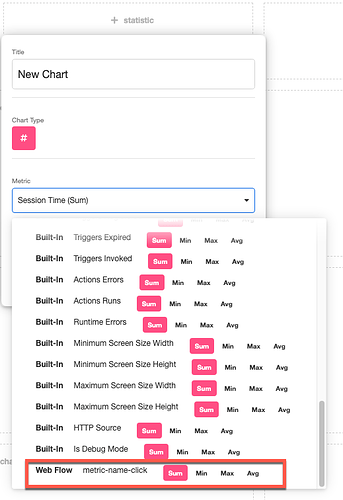 + statistic
Title
New Chart
Chart Type
#
Metric
Session Time (Sum)
Built-In Triggers Expired Sum Min Max Avg
Built-In Triggers Invoked Sum Min Max Avg
Built-In Actions Errors Sum Min Max Avg
Built-In Actions Runs Sum Min Max Avg
Built-In Runtime Errors Sum Min Max Avg
Built-In Minimum Screen Size Width Sum Min Max Avg
Built-In Minimum Screen Size Height Sum Min Max Avg
Built-In Maximum Screen Size Width Sum Min Max Avg
Built-In Maximum Screen Size Height Sum Min Max Avg
Built-In HTTP Source Sum Min Max Avg
Built-In Is Debug Mode Sum Min Max Avg
Web Flow metric-name-click Sum Min Max Avg